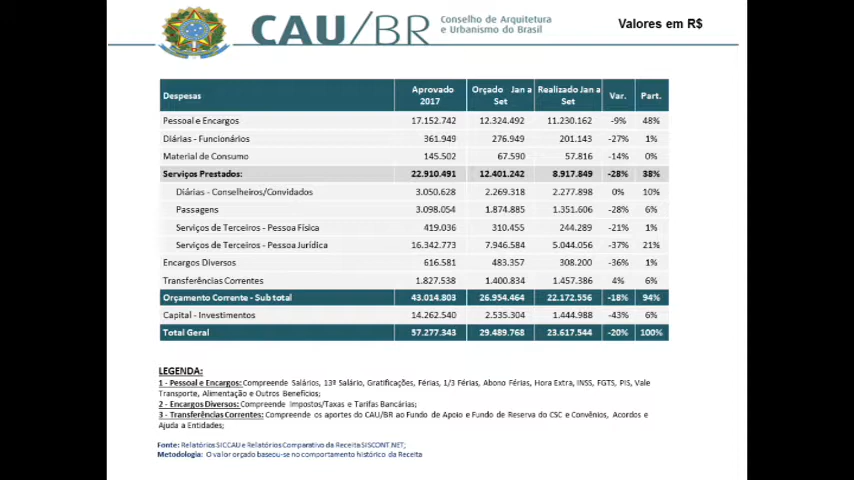 CAU/BR Conselho de Arquitetura
e Urbanismo do Brasil
Valores em R$
Despesas Aprovado 2017 Orçado Jan a Set Realizado Jan a Set Var. Part.
Pessoal e Encargos 17.152.742 12.324.492 11.230.162 -9% 48%
Diárias - Funcionários 361.949 276.949 201.143 -27% 1%
Material de Consumo 145.502 67.590 57.816 -14% 0%
Serviços Prestados: 22.910.491 12.401.242 8.917.849 -28% 38%
Diárias - Conselheiros/Convidados 3.050.628 2.269.318 2.277.898 0% 10%
Passagens 3.098.054 1.874.885 1.351.606 -28% 6%
Serviços de Terceiros - Pessoa Física 419.036 310.455 244.289 -21% 1%
Serviços de Terceiros - Pessoa Jurídica 16.342.773 7.946.584 5.044.056 -37% 21%
Encargos Diversos 616.581 483.357 308.200 -36% 1%
Transferências Correntes 1.827.538 1.400.834 1.457.386 4% 6%
Orçamento Corrente - Sub total 43.014.803 26.954.464 22.172.556 -18% 94%
Capital - Investimentos 14.262.540 2.535.304 1.444.988 -43% 6%
Total Geral 57.277.343 29.489.768 23.617.544 -20% 100%
LEGENDA:
1 - Pessoal e Encargos: Compreende Salários, 13º Salário, Gratificações, Férias, 1/3 Férias, Abono Férias, Hora Extra, INSS, FGTS, PIS, Vale
Transporte, Alimentação e Outros Benefícios;
2 - Encargos Diversos: Compreende Impostos/Taxas e Tarifas Bancárias;
3 - Transferências Correntes: Compreende os aportes do CAU/BR ao Fundo de Apoio e Fundo de Reserva do CSC e Convênios, Acordos e
Ajuda a Entidades;
Fonte: Relatórios SICCAU e Relatórios Comparativo da Receita SISCONT.NET;
Metodologia: O valor orçado baseou-se no comportamento histórico da Receita